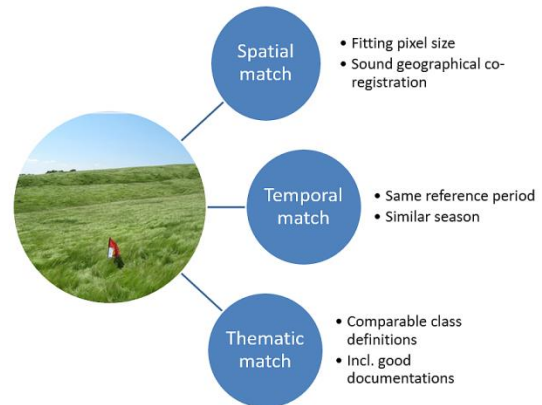 Spatial
match
• Fitting pixel size
• Sound geographical co-
registration
Temporal
match
• Same reference period
• Similar season
Thematic
match
• Comparable class
definitions
• Incl. good
documentations